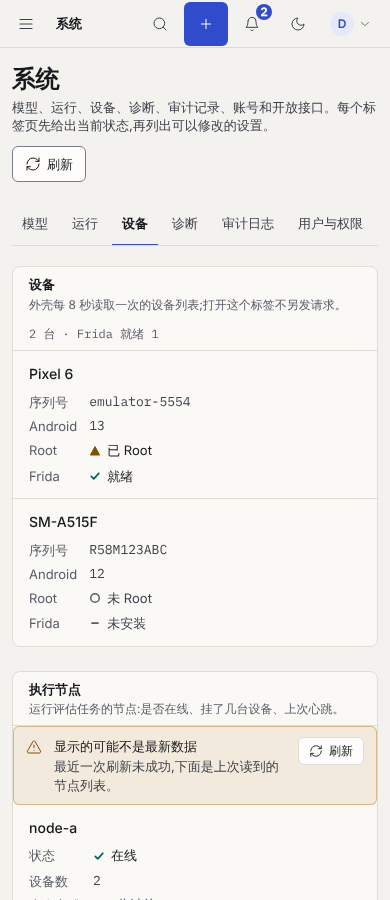 系统
2
D
系统
模型、运行、设备、诊断、审计记录、账号和开放接口。每个标
签页先给出当前状态,再列出可以修改的设置。
刷新
模型 运行 设备 诊断 审计日志 用户与权限
设备
外壳每 8 秒读取一次的设备列表;打开这个标签不另发请求。
2 台 · Frida 就绪 1
Pixel 6
序列号 emulator-5554
Android 13
Root 已 Root
Frida 就绪
SM-A515F
序列号 R58M123ABC
Android 12
Root 未 Root
Frida 未安装
执行节点
运行评估任务的节点:是否在线、挂了几台设备、上次心跳。
显示的可能不是最新数据
最近一次刷新未成功,下面是上次读到的
节点列表。
刷新
node-a
状态 在线
设备数 2